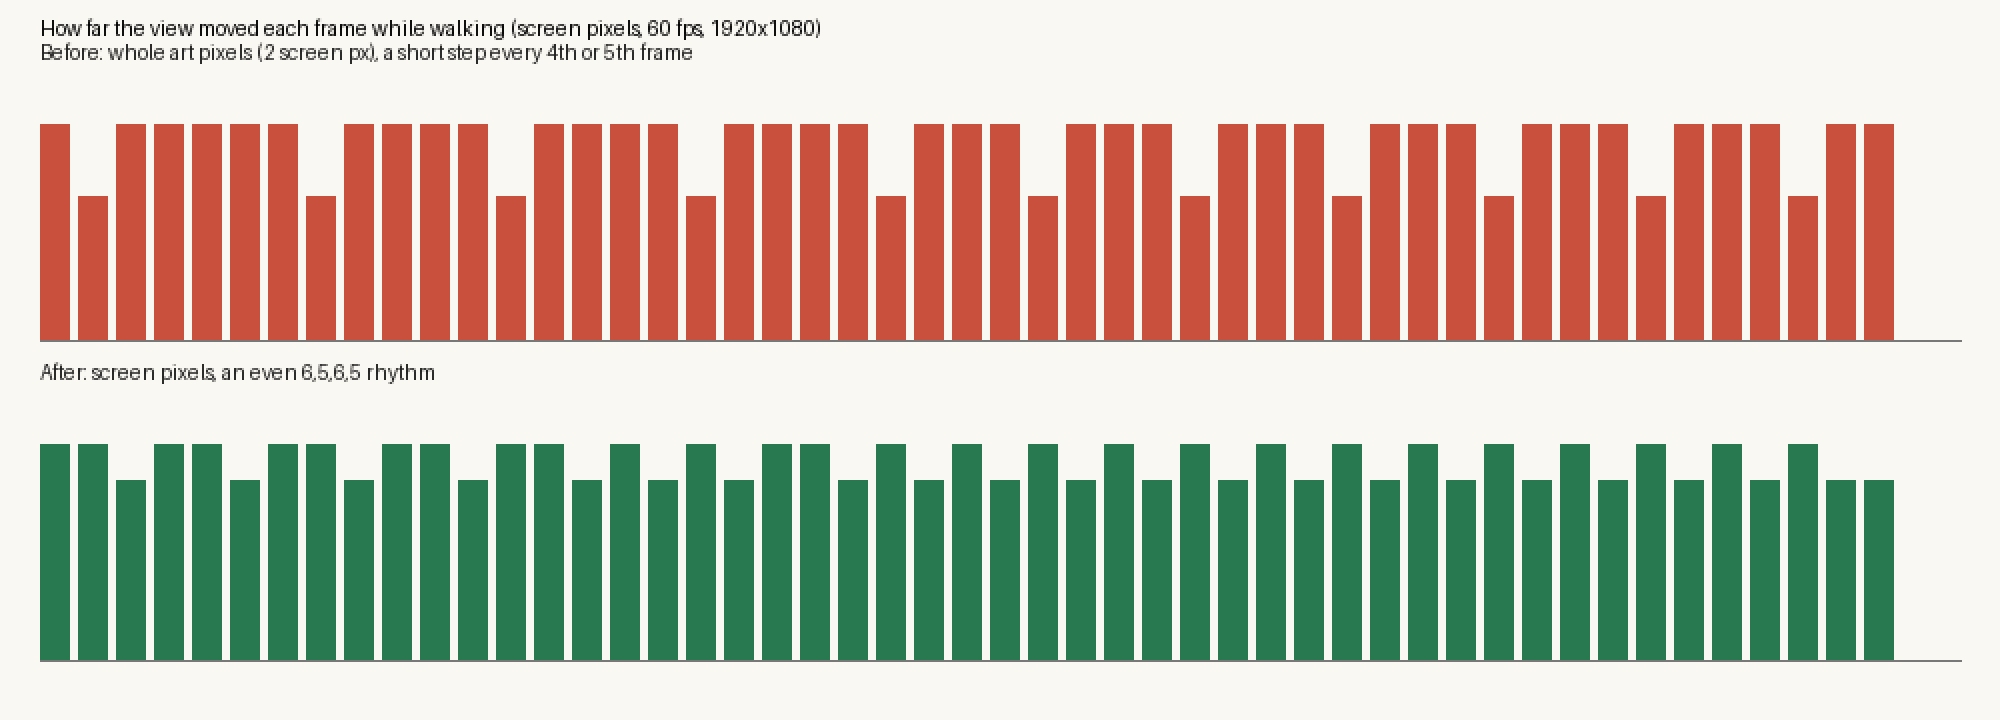 How far the view moved each frame while walking (screen pixels, 60 fps, 1920x1080)
Before: whole art pixels (2 screen px), a short step every 4th or 5th frame
After: screen pixels, an even 6,5,6,5 rhythm